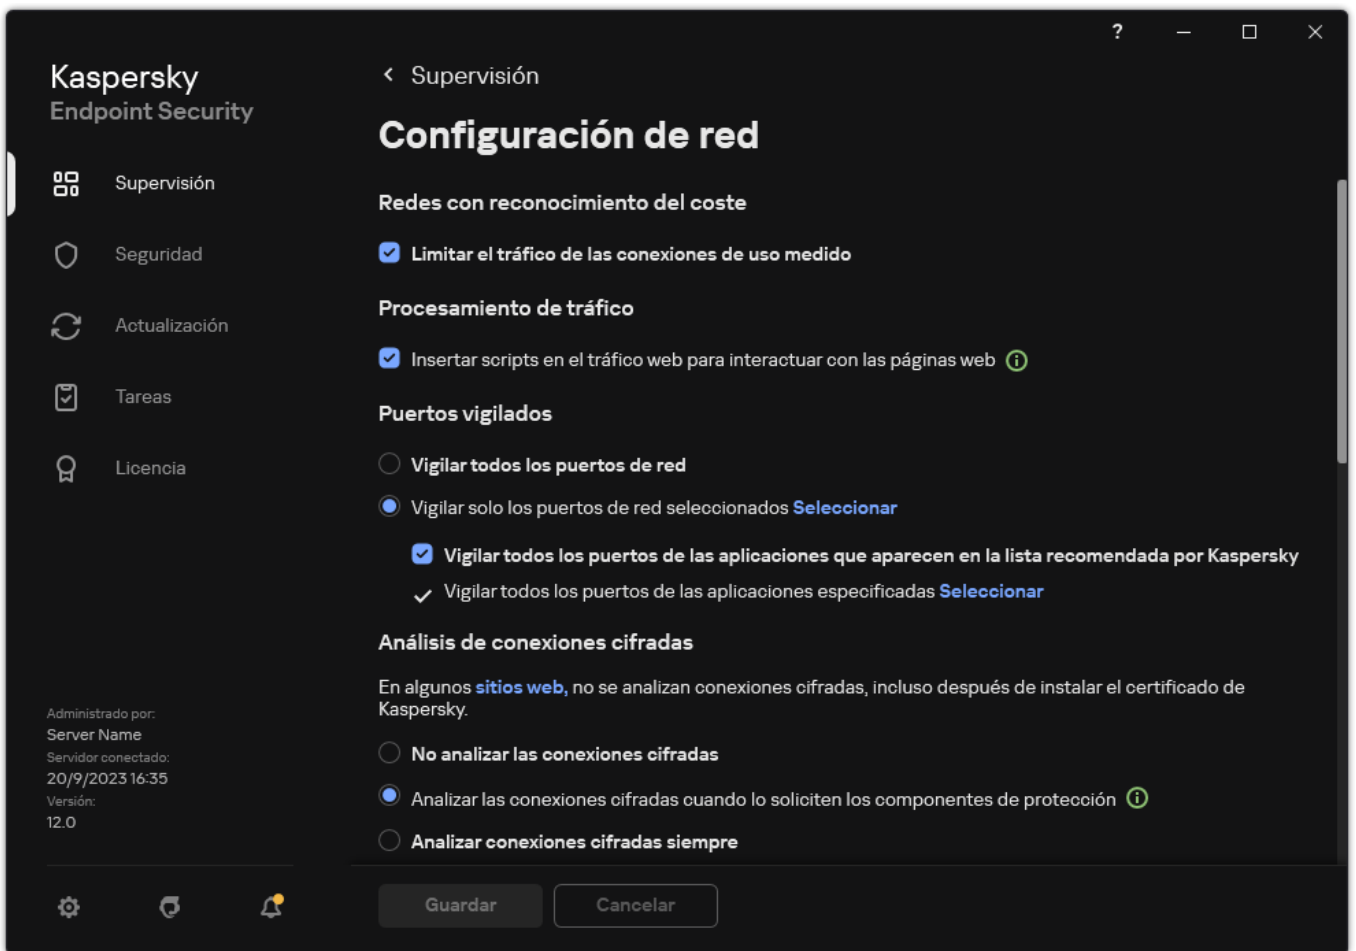 ?
Kaspersky
Endpoint Security
Supervisión
Seguridad
Actualización
Tareas
Licencia
Administrado por:
Server Name
Servidor conectado:
20/9/2023 16:35
Versión:
12.0
Supervisión
Configuración de red
Redes con reconocimiento del coste
Limitar el tráfico de las conexiones de uso medido
Procesamiento de tráfico
Insertar scripts en el tráfico web para interactuar con las páginas web
Puertos vigilados
Vigilar todos los puertos de red
Vigilar solo los puertos de red seleccionados Seleccionar
Vigilar todos los puertos de las aplicaciones que aparecen en la lista recomendada por Kaspersky
Vigilar todos los puertos de las aplicaciones especificadas Seleccionar
Análisis de conexiones cifradas
En algunos sitios web, no se analizan conexiones cifradas, incluso después de instalar el certificado de
Kaspersky.
No analizar las conexiones cifradas
Analizar las conexiones cifradas cuando lo soliciten los componentes de protección
Analizar conexiones cifradas siempre
Guardar
Cancelar